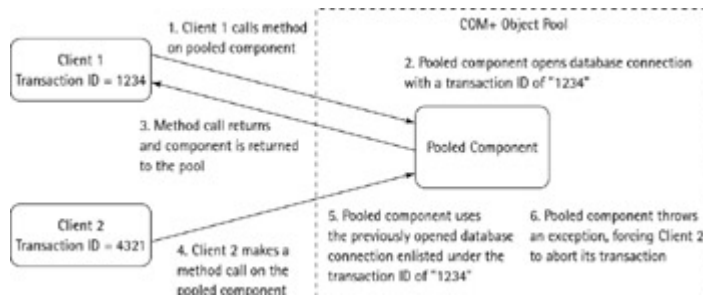 COM+ Object Pool
1. Client 1 calls method
on pooled component
Client 1
Transaction ID = 1234
2. Pooled component opens database connection
with a transaction ID of "1234"
3. Method call returns
and component is returned
to the pool
Pooled Component
Client 2
Transaction ID = 4321
4. Client 2 makes a
method call on the
pooled component
5. Pooled component uses
the previously opened database
connection enlisted under the
transaction ID of "1234"
6. Pooled component throws
an exception, forcing Client 2
to abort its transaction